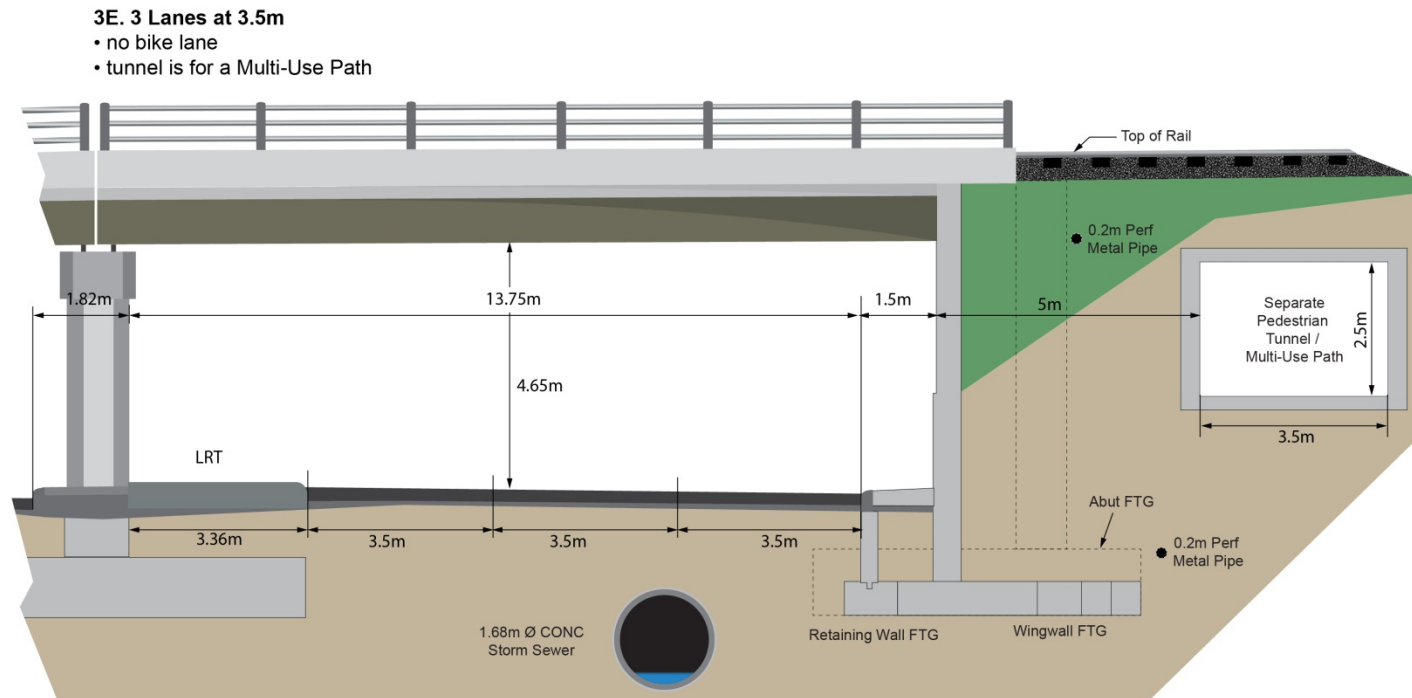 3E. 3 Lanes at 3.5m
• no bike lane
• tunnel is for a Multi-Use Path
Top of Rail
0.2m Perf
Metal Pipe
1.82m
13.75m
1.5m
5m
Separate
Pedestrian
Tunnel /
Multi-Use Path
2.5m
4.65m
3.5m
LRT
Abut FTG
3.36m
3.5m
3.5m
3.5m
0.2m Perf
Metal Pipe
1.68m Ø CONC
Storm Sewer
Retaining Wall FTG
Wingwall FTG